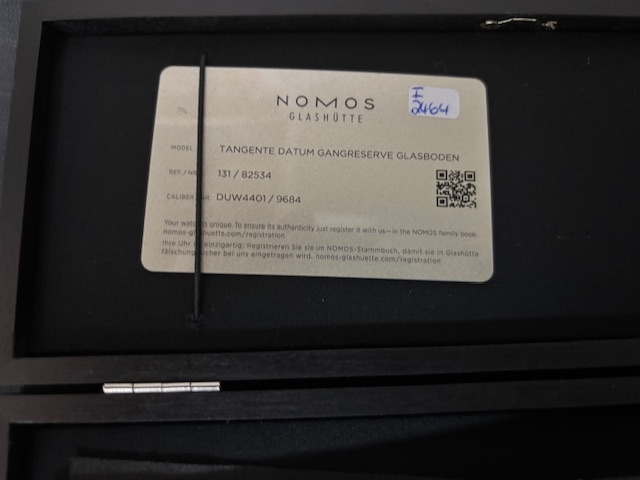 NOMOS
GLASHÜTTE
I
2464
MODEL TANGENTE DATUM GANGRESERVE GLASBODEN
REF./NR. 131 / 82534
CALIBER NR. DUW4401 / 9684
Your watch is unique. To ensure its authenticity just register it with us—in the NOMOS family book.
nomos-glashuette.com/registration
Ihre Uhr ist einzigartig: Registrieren Sie sie im NOMOS-Stammbuch, damit sie in Glashütte
bei uns eingetragen wird. nomos-glashuette.com/registration